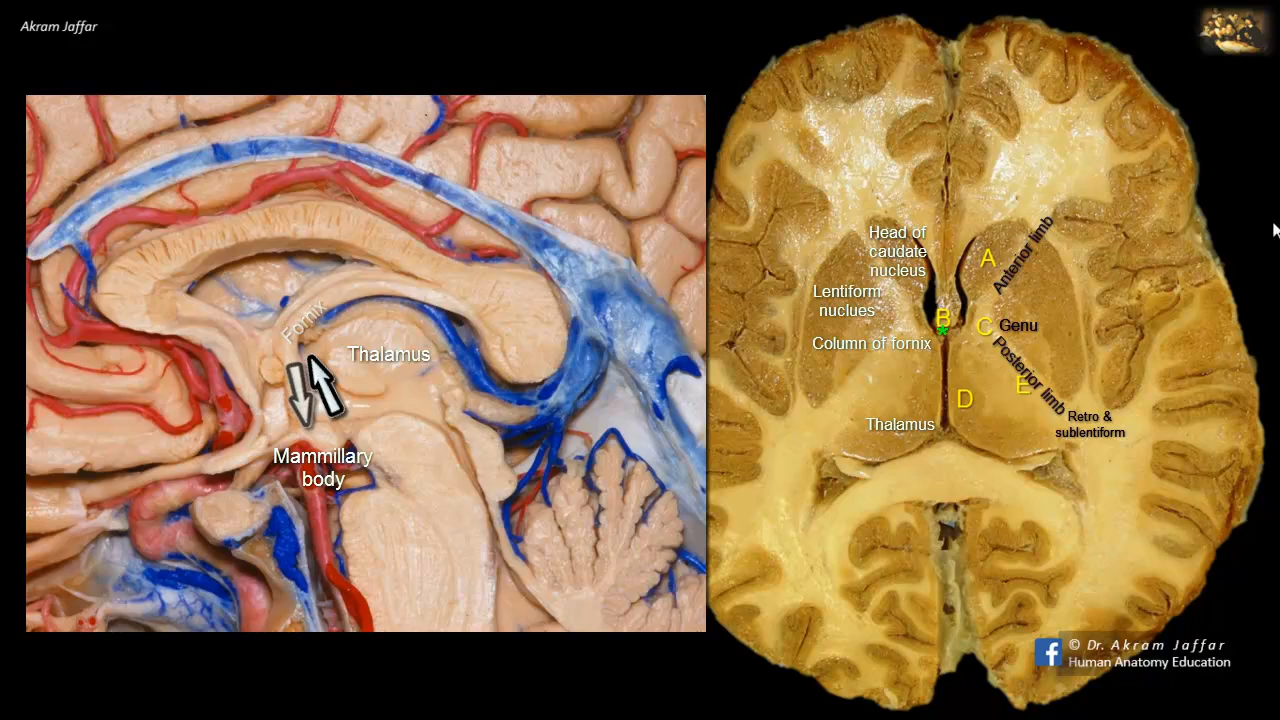 Akram Jaffar
Fornix
Thalamus
Mammillary
body
Head of
caudate
nucleus
Lentiform
nuclues
Column of fornix
Thalamus
A
Anterior limb
B
*
C
Genu
Posterior limb
D
E
Retro &
sublentiform
© Dr. Akram Jaffar
Human Anatomy Education